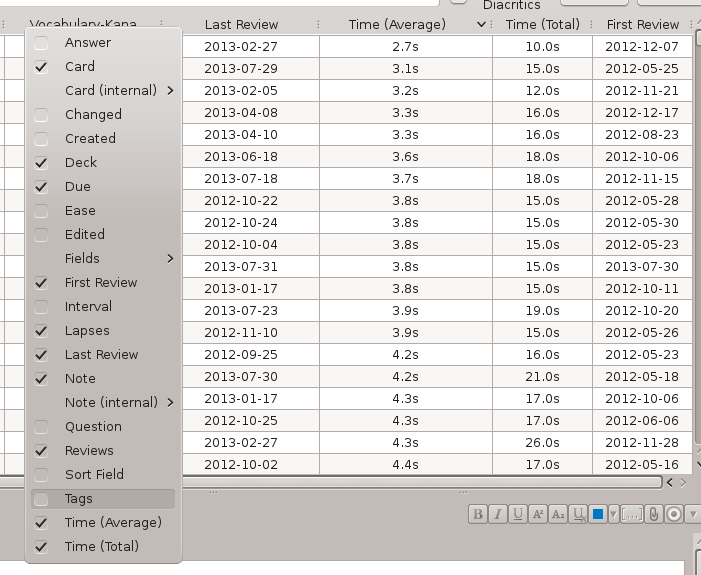 Diacritics
Vocabulary-Kana Last Review Time (Average) Time (Total) First Review
2013-02-27 2.7s 10.0s 2012-12-07
2013-07-29 3.1s 15.0s 2012-05-25
2013-02-05 3.2s 12.0s 2012-11-21
2013-04-08 3.3s 16.0s 2012-12-17
2013-04-10 3.3s 16.0s 2012-08-23
2013-06-18 3.6s 18.0s 2012-10-06
2013-07-18 3.7s 18.0s 2012-11-15
2012-10-22 3.8s 15.0s 2012-05-28
2012-10-24 3.8s 15.0s 2012-05-30
2012-10-04 3.8s 15.0s 2012-05-23
2013-07-31 3.8s 15.0s 2013-07-30
2013-01-17 3.8s 15.0s 2012-10-11
2013-07-23 3.9s 19.0s 2012-10-20
2012-11-10 3.9s 15.0s 2012-05-26
2012-09-25 4.2s 16.0s 2012-05-23
2013-07-30 4.2s 21.0s 2012-05-18
2013-01-17 4.3s 17.0s 2012-10-06
2012-10-25 4.3s 17.0s 2012-06-06
2013-02-27 4.3s 26.0s 2012-11-28
2012-10-02 4.4s 17.0s 2012-05-16
Answer
Card
Card (internal)
Changed
Created
Deck
Due
Ease
Edited
Fields
First Review
Interval
Lapses
Last Review
Note
Note (internal)
Question
Reviews
Sort Field
Tags
Time (Average)
Time (Total)
B I U A² A₂ U [...]